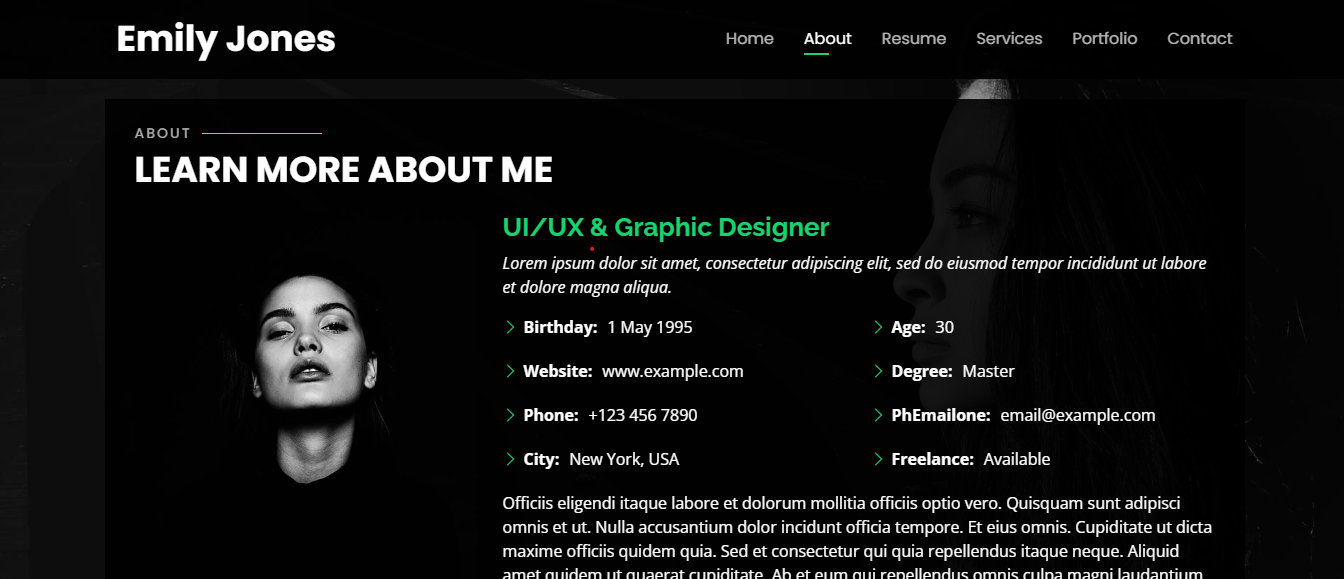 Emily Jones
Home About Resume Services Portfolio Contact
ABOUT
LEARN MORE ABOUT ME
UI/UX & Graphic Designer
Lorem ipsum dolor sit amet, consectetur adipiscing elit, sed do eiusmod tempor incididunt ut labore
et dolore magna aliqua.
Birthday: 1 May 1995
Age: 30
Website: www.example.com
Degree: Master
Phone: +123 456 7890
PhEmailone: email@example.com
City: New York, USA
Freelance: Available
Officiis eligendi itaque labore et dolorum mollitia officiis optio vero. Quisquam sunt adipisci
omnis et ut. Nulla accusantium dolor incidunt officia tempore. Et eius omnis. Cupiditate ut dicta
maxime officiis quidem quia. Sed et consectetur qui quia repellendus itaque neque. Aliquid
amet quidem ut quaerat cupiditate. Ab et eum qui repellendus omnis culpa magni laudantium